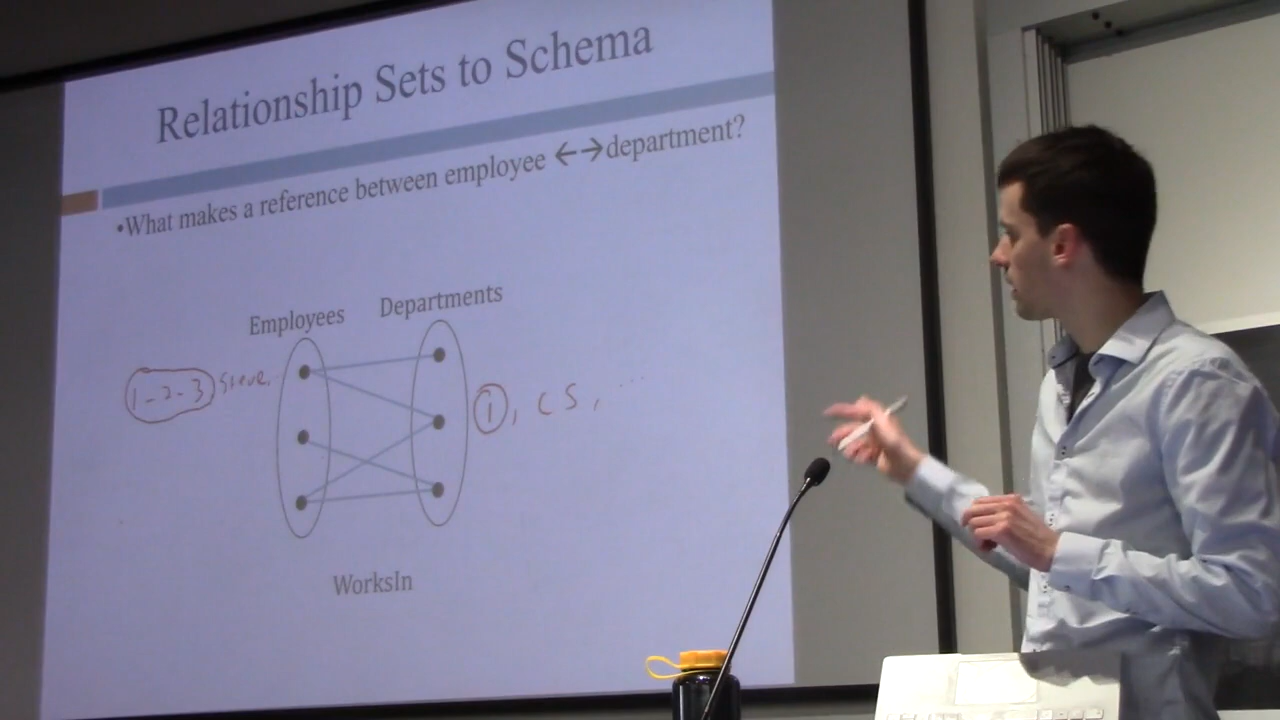 Relationship Sets to Schema
•What makes a reference between employee ←→department?
Employees Departments
1-2-3 Steve, ..
1, CS, ...
WorksIn